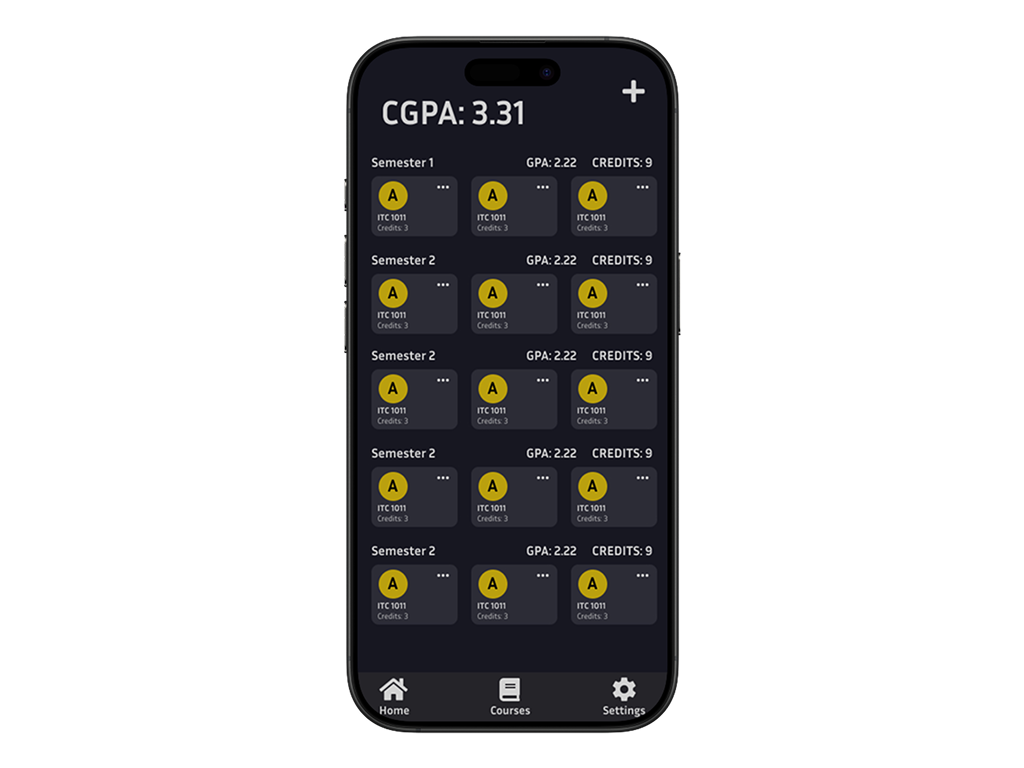 CGPA: 3.31
Semester 1 GPA: 2.22 CREDITS: 9
A A A
ITC 1011 ITC 1011 ITC 1011
Credits: 3 Credits: 3 Credits: 3
Semester 2 GPA: 2.22 CREDITS: 9
A A A
ITC 1011 ITC 1011 ITC 1011
Credits: 3 Credits: 3 Credits: 3
Semester 2 GPA: 2.22 CREDITS: 9
A A A
ITC 1011 ITC 1011 ITC 1011
Credits: 3 Credits: 3 Credits: 3
Semester 2 GPA: 2.22 CREDITS: 9
A A A
ITC 1011 ITC 1011 ITC 1011
Credits: 3 Credits: 3 Credits: 3
Semester 2 GPA: 2.22 CREDITS: 9
A A A
ITC 1011 ITC 1011 ITC 1011
Credits: 3 Credits: 3 Credits: 3
Home Courses Settings